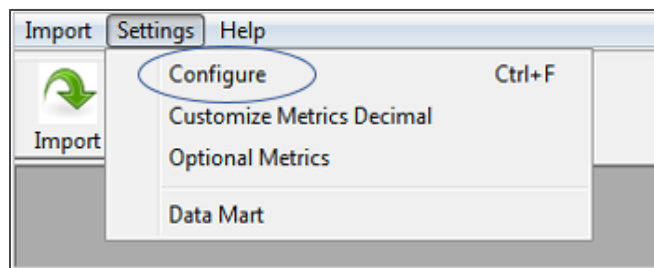 Import Settings Help
Configure Ctrl+F
Customize Metrics Decimal
Import
Optional Metrics
Data Mart